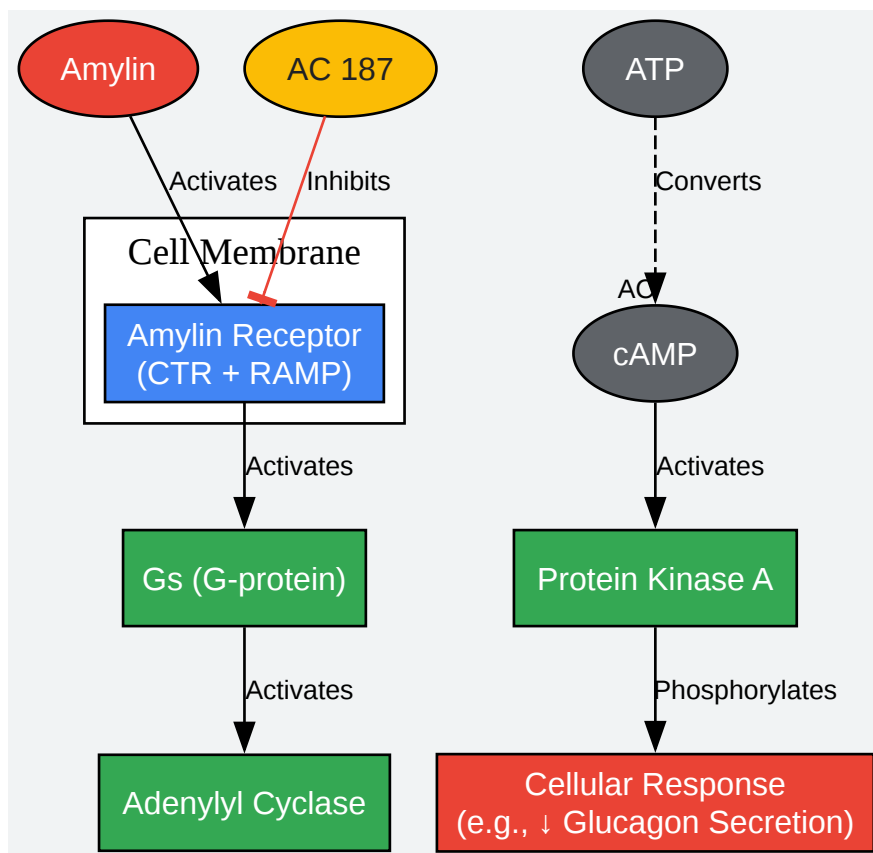 Amylin
AC 187
ATP
Activates
Inhibits
Converts
Cell Membrane
AC
Amylin Receptor
(CTR + RAMP)
cAMP
Activates
Activates
Gs (G-protein)
Protein Kinase A
Activates
Phosphorylates
Adenylyl Cyclase
Cellular Response
(e.g., ↓ Glucagon Secretion)